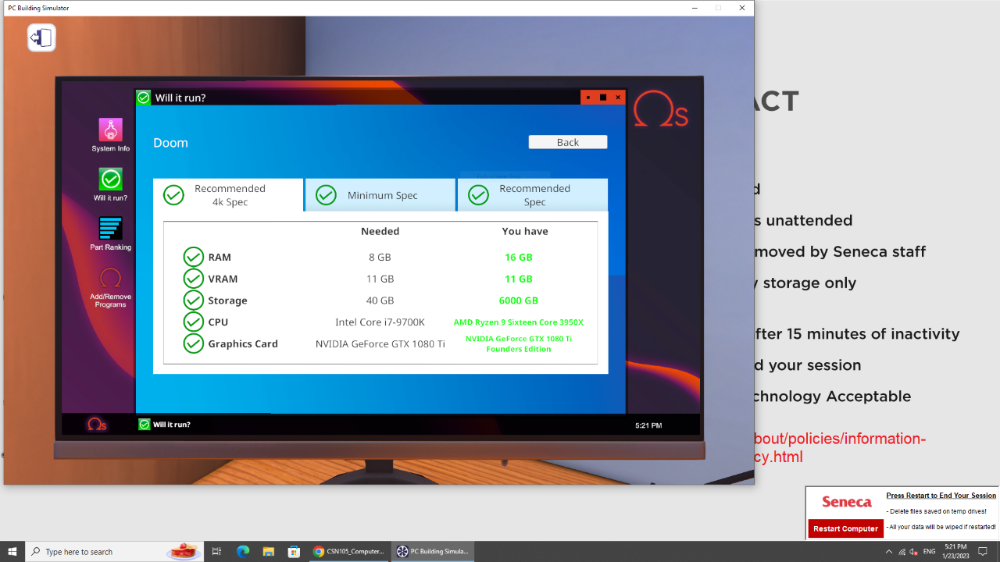 PC Building Simulator
ACT
Will it run?
Ωs
System Info
Doom
Back
Recommended
4k Spec
Minimum Spec
Recommended
Spec
Will it run?
Needed
You have
Part Ranking
RAM
8 GB
16 GB
VRAM
11 GB
11 GB
Storage
40 GB
6000 GB
Add/Remove
Programs
CPU
Intel Core i7-9700K
AMD Ryzen 9 Sixteen Core 3950X
Graphics Card
NVIDIA GeForce GTX 1080 Ti
NVIDIA GeForce GTX 1080 Ti
Founders Edition
Ωs
Will it run?
5:21 PM
d
s unattended
moved by Seneca staff
y storage only
fter 15 minutes of inactivity
d your session
chnology Acceptable
bout/policies/information-
cy.html
Seneca
Restart Computer
Press Restart to End Your Session
- Delete files saved on temp drives!
- All your data will be wiped if restarted!
Type here to search
CSN105_Computer...
PC Building Simula...
ENG
5:21 PM
1/23/2023